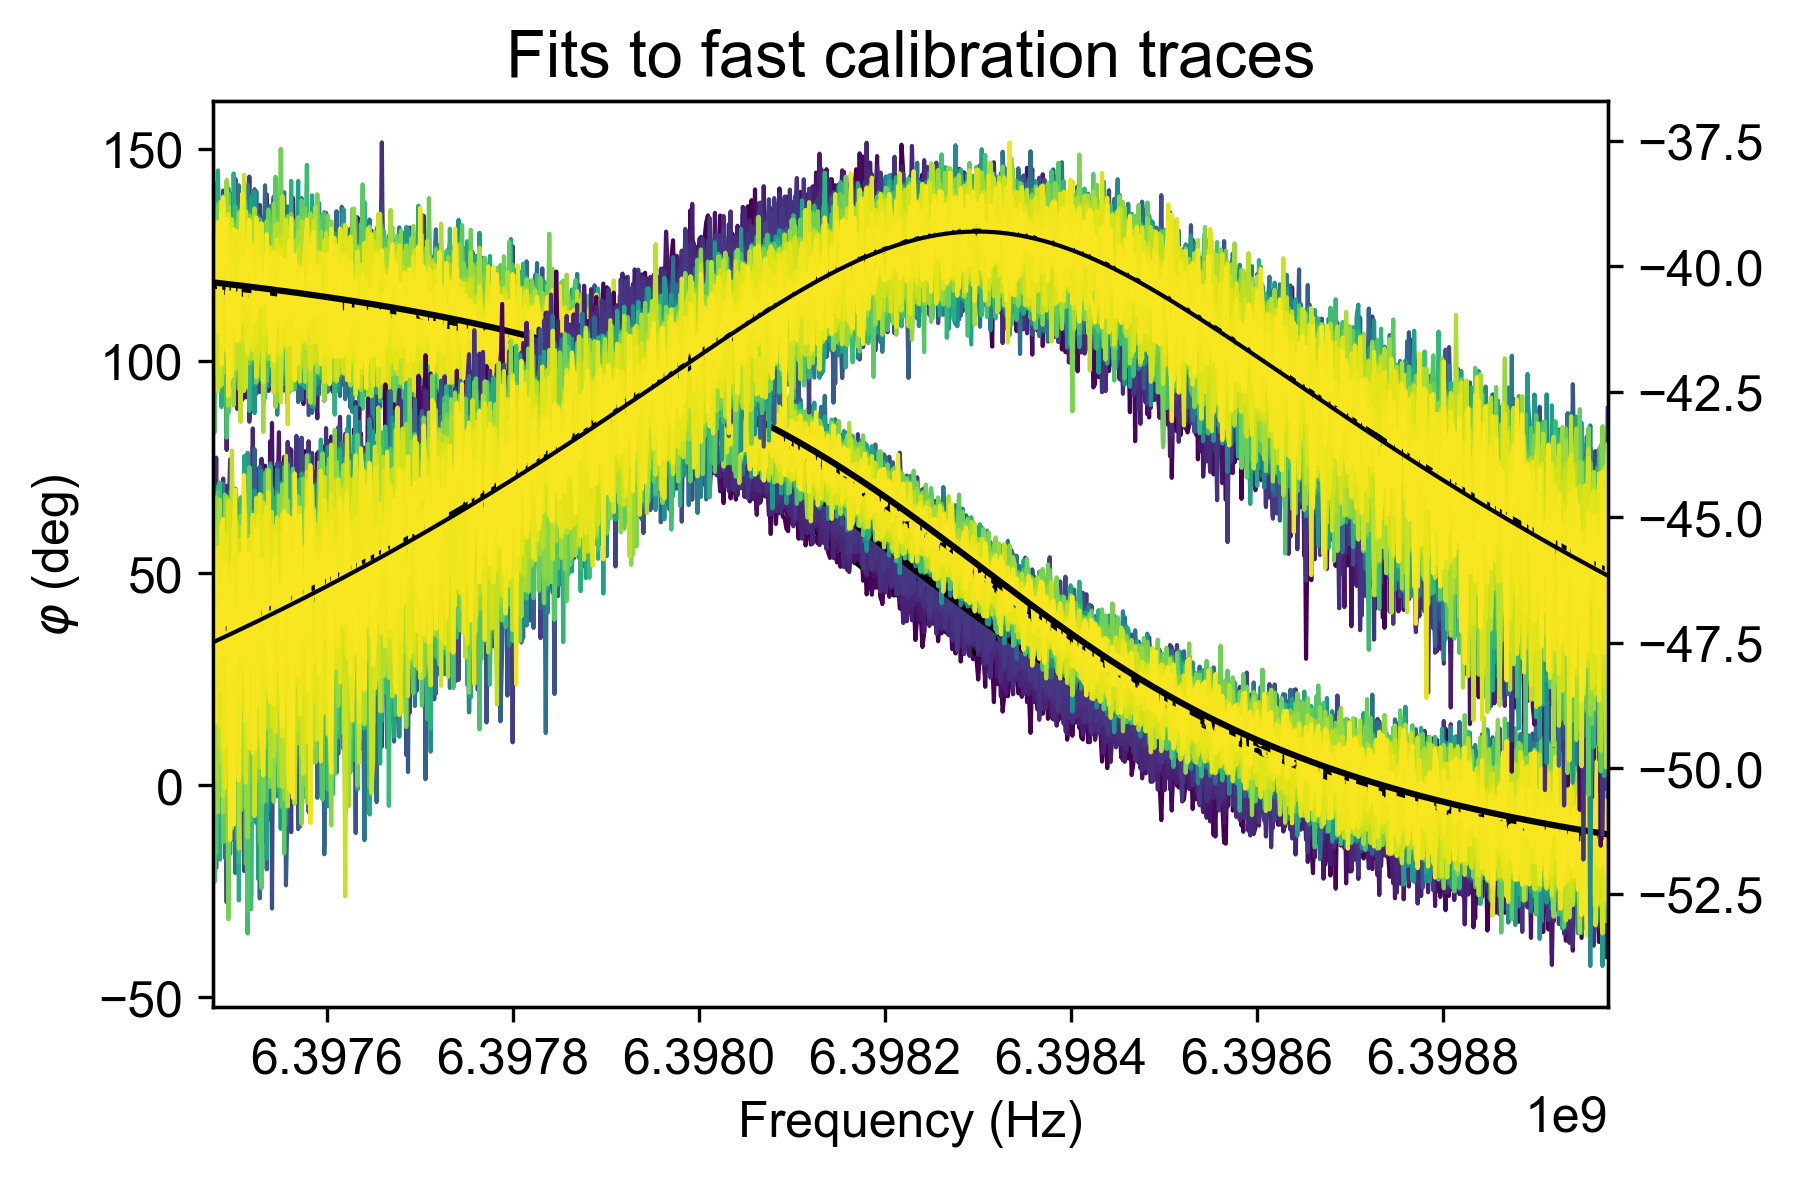 Fits to fast calibration traces
150
100
50
0
−50
φ (deg)
−37.5
−40.0
−42.5
−45.0
−47.5
−50.0
−52.5
6.3976 6.3978 6.3980 6.3982 6.3984 6.3986 6.3988
Frequency (Hz)
1e9